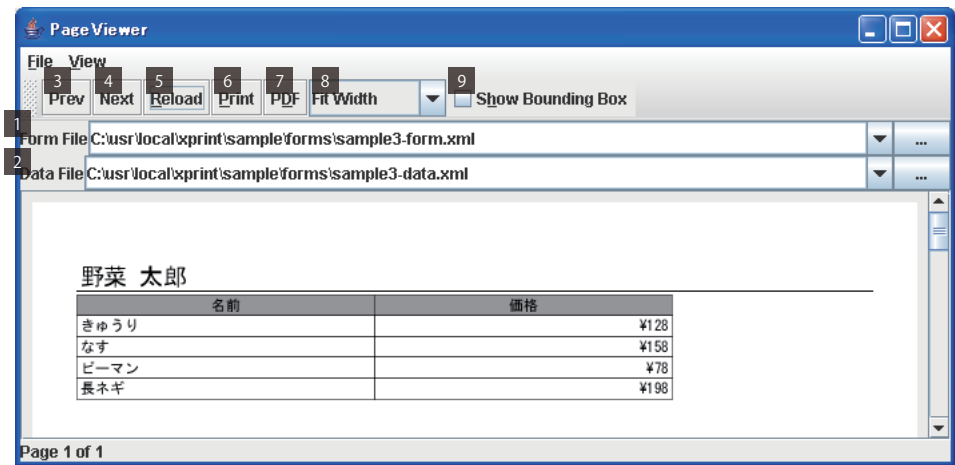 Page Viewer
File View
3 4 5 6 7 8 9
Prev Next Reload Print PDF Fit Width Show Bounding Box
1
Form File C:\usr\local\xprint\sample\forms\sample3-form.xml ...
2
Data File C:\usr\local\xprint\sample\forms\sample3-data.xml ...
野菜 太郎
名前 価格
きゅうり ¥128
なす ¥158
ピーマン ¥78
長ネギ ¥198
Page 1 of 1